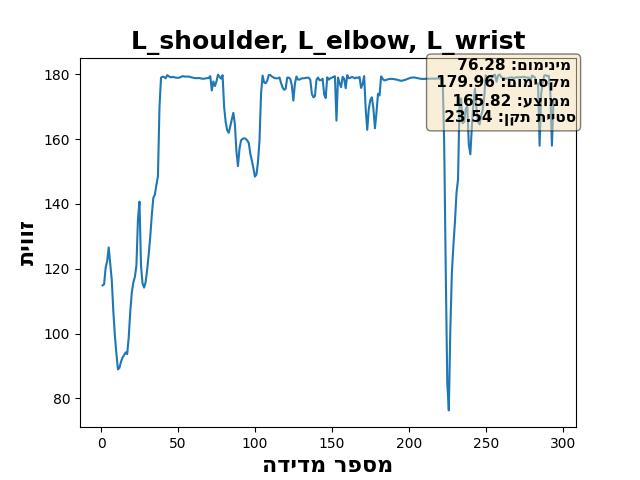 L_shoulder, L_elbow, L_wrist
מינימום: 76.28
מקסימום: 179.96
ממוצע: 165.82
סטיית תקן: 23.54
180
160
140
120
100
80
זווית
0 50 100 150 200 250 300
מספר מדידה